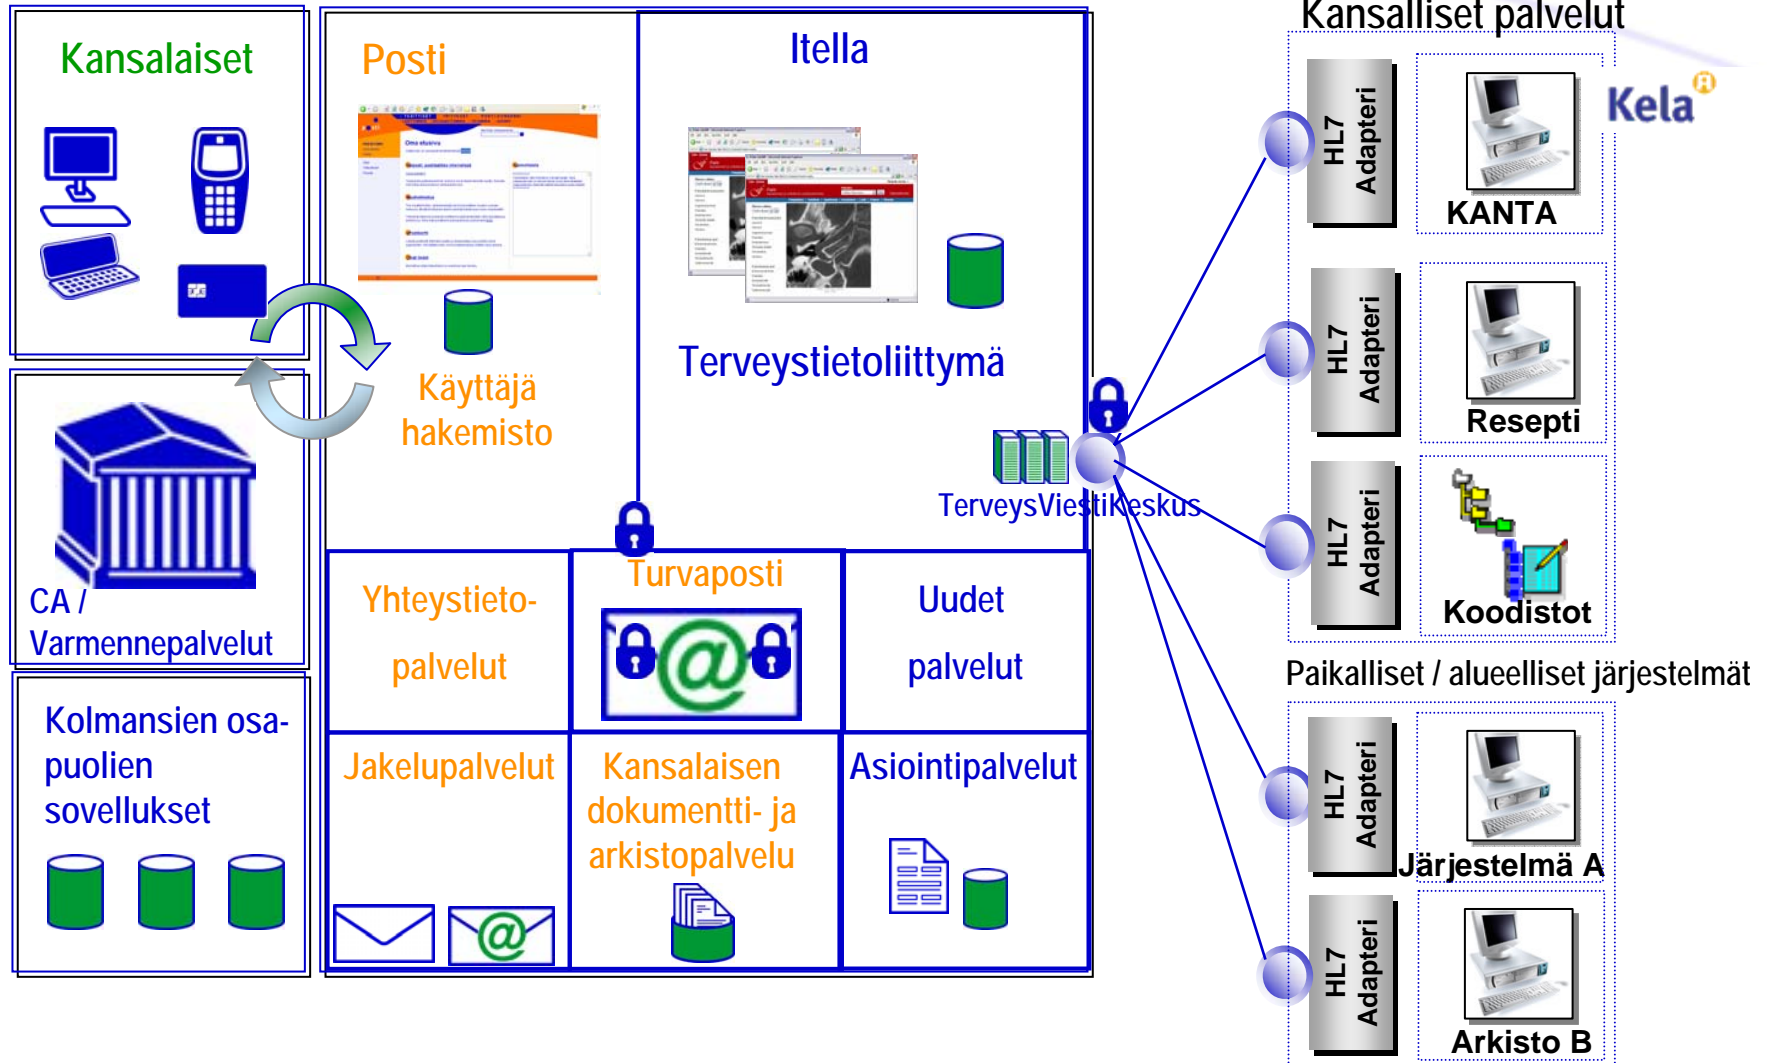 Kansalaiset
CA /
Varmennepalvelut
Kolmansien osa-
puolien
sovellukset
Posti
Oma etusivu
Käyttäjä
hakemisto
Itella
Terveystietoliittymä
TerveysViestiKeskus
Yhteystieto-
palvelut
Turvaposti
@
Uudet
palvelut
Jakelupalvelut
@
Kansalaisen
dokumentti- ja
arkistopalvelu
Asiointipalvelut
Kansalliset palvelut
Kela
HL7
Adapteri
KANTA
HL7
Adapteri
Resepti
HL7
Adapteri
Koodistot
Paikalliset / alueelliset järjestelmät
HL7
Adapteri
Järjestelmä A
HL7
Adapteri
Arkisto B